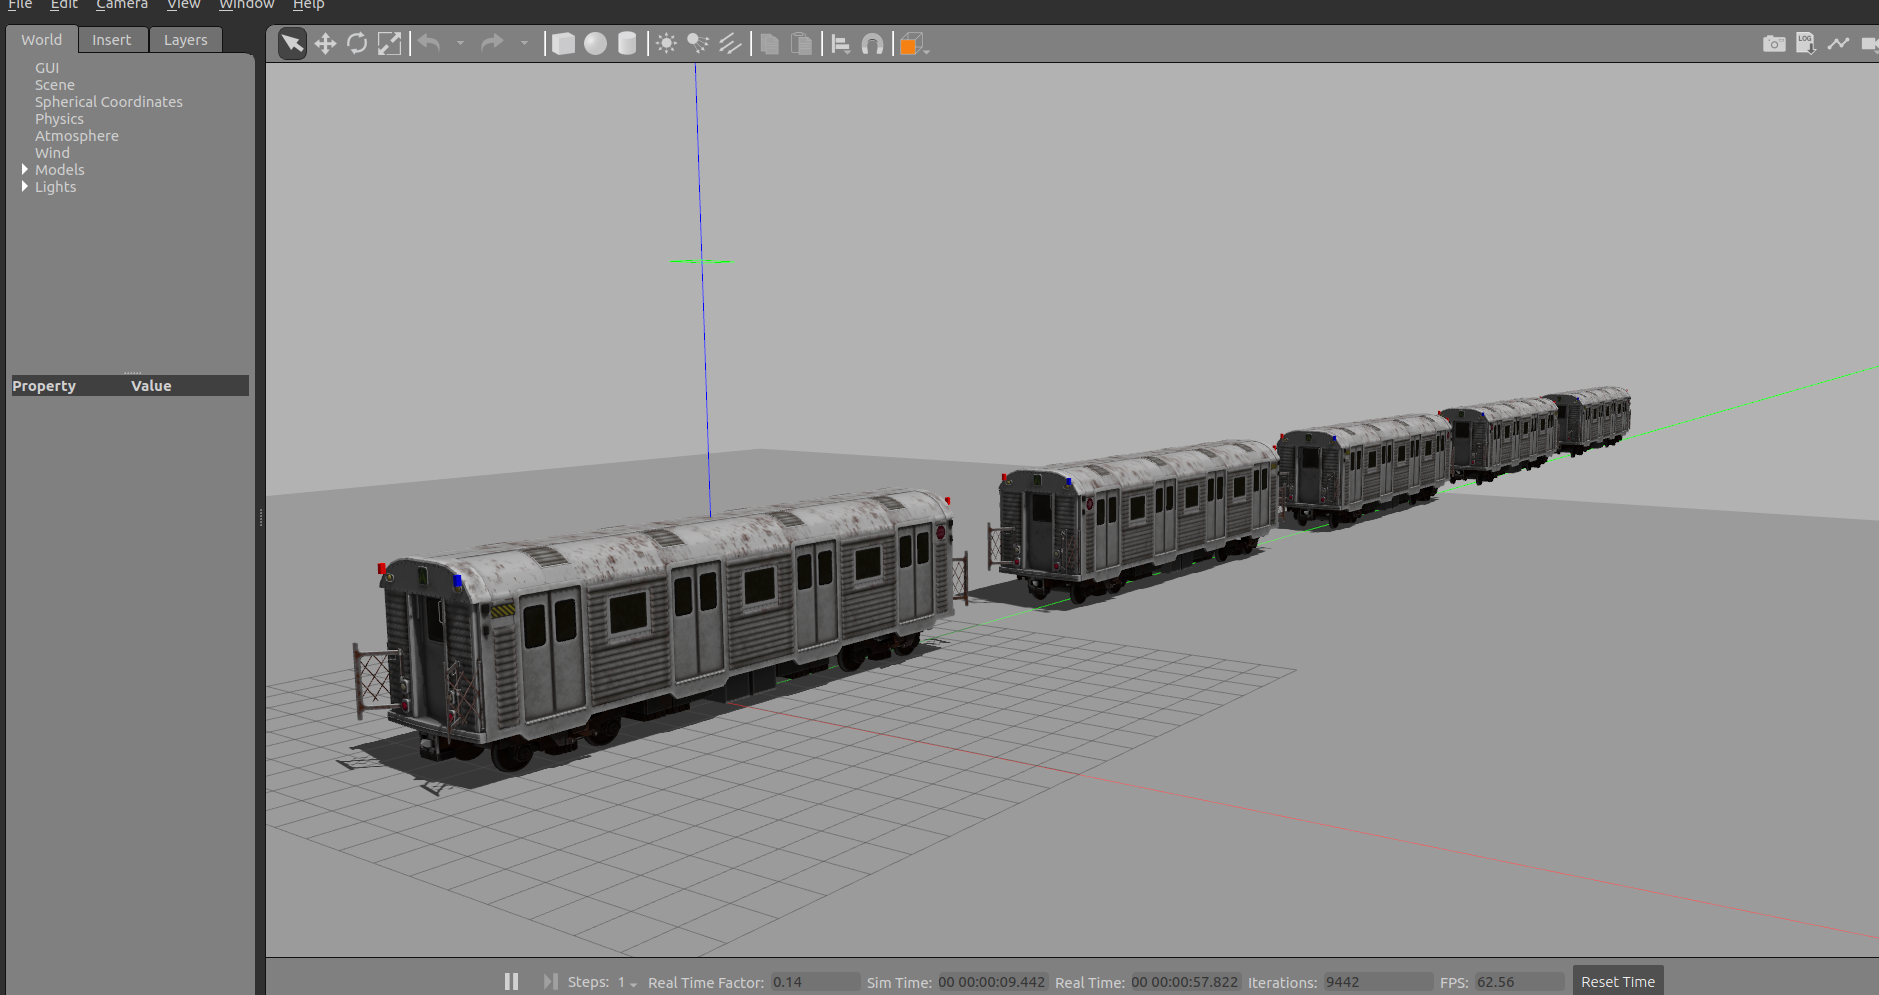 File Edit Camera View Window Help
World Insert Layers
LOG
GUI
Scene
Spherical Coordinates
Physics
Atmosphere
Wind
Models
Lights
Property Value
Steps: 1 Real Time Factor: 0.14 Sim Time: 00 00:00:09.442 Real Time: 00 00:00:57.822 Iterations: 9442 FPS: 62.56 Reset Time